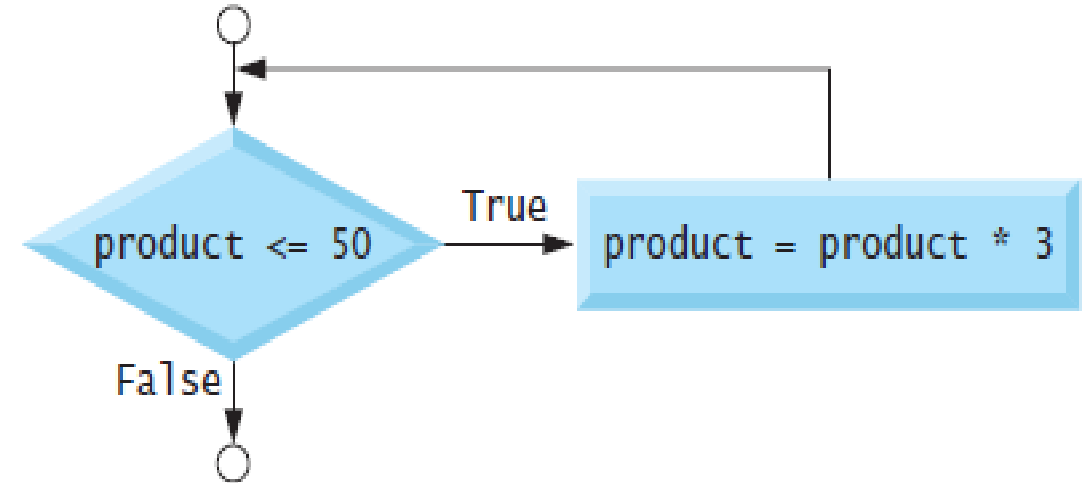 True
product <= 50
product = product * 3
False